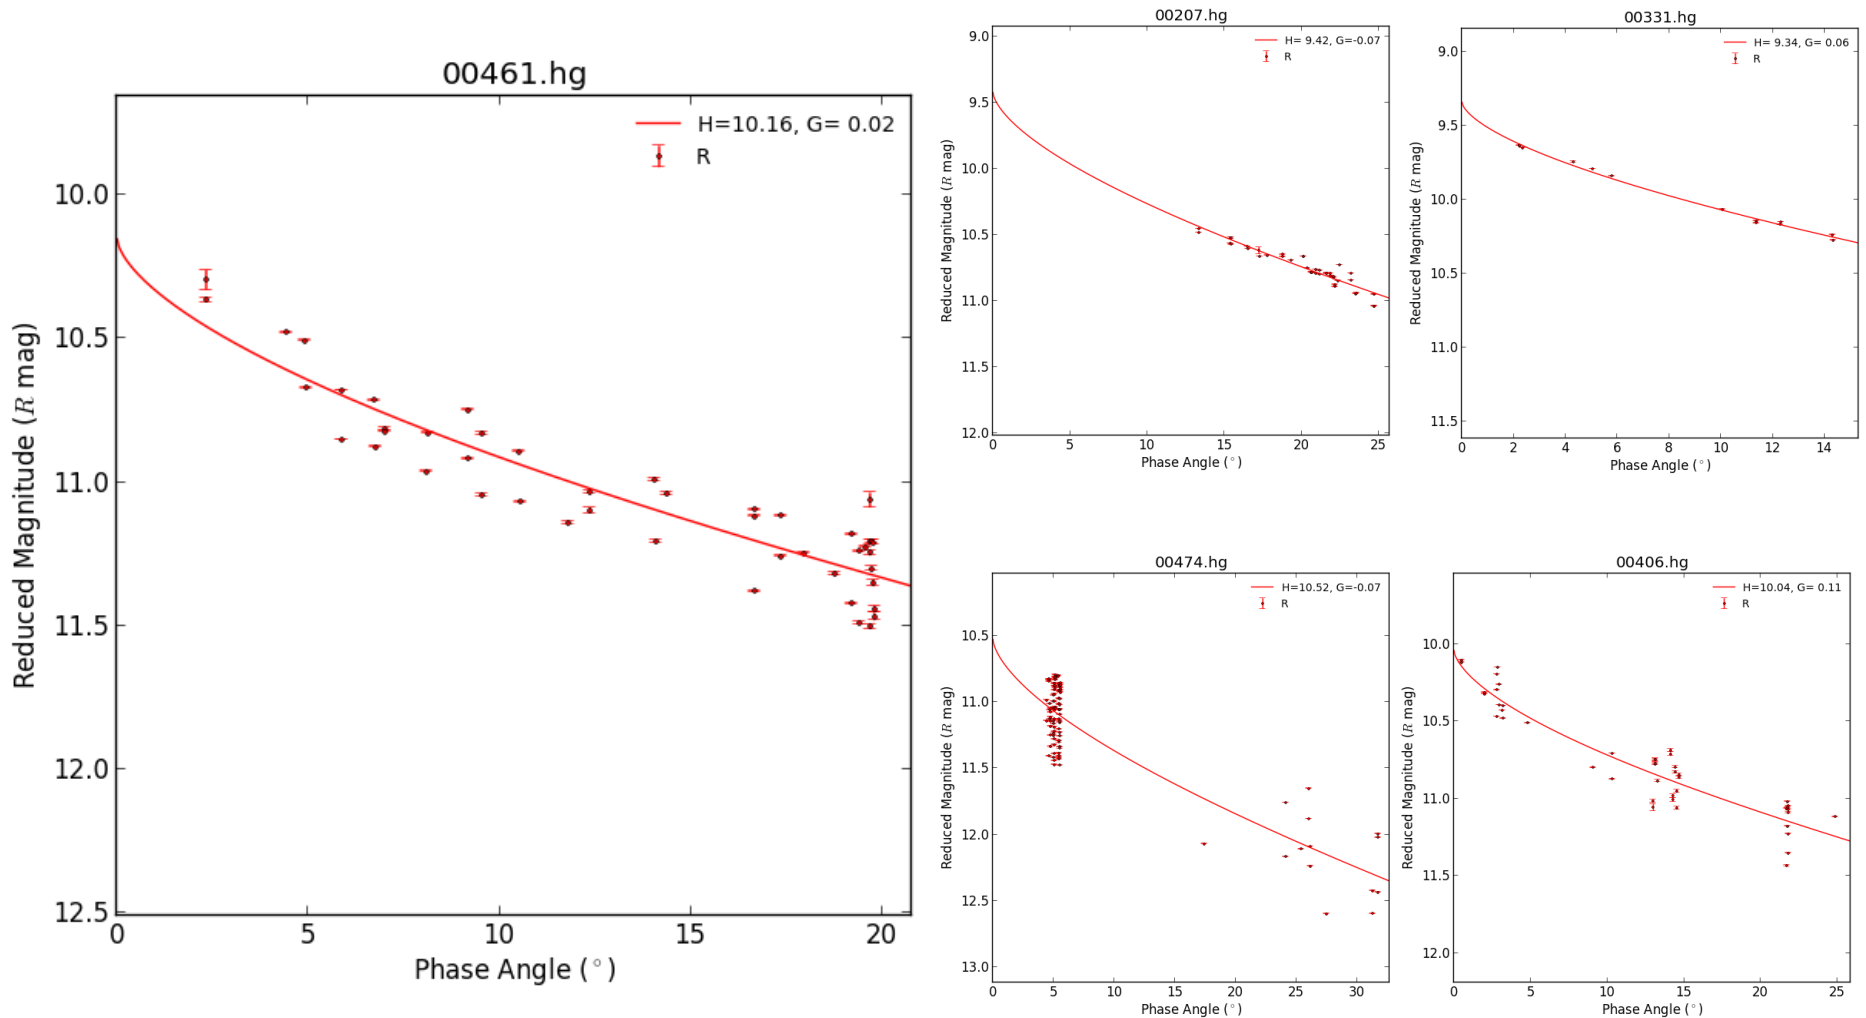 00461.hg
H=10.16, G= 0.02
R
10.0
10.5
11.0
11.5
12.0
12.5
0 5 10 15 20
Reduced Magnitude (R mag)
Phase Angle (°)
00207.hg
H= 9.42, G=-0.07
R
9.0
9.5
10.0
10.5
11.0
11.5
12.0
0 5 10 15 20 25
Reduced Magnitude (R mag)
Phase Angle (°)
00331.hg
H= 9.34, G= 0.06
R
9.0
9.5
10.0
10.5
11.0
11.5
0 2 4 6 8 10 12 14
Reduced Magnitude (R mag)
Phase Angle (°)
00474.hg
H=10.52, G=-0.07
R
10.5
11.0
11.5
12.0
12.5
13.0
0 5 10 15 20 25 30
Reduced Magnitude (R mag)
Phase Angle (°)
00406.hg
H=10.04, G= 0.11
R
10.0
10.5
11.0
11.5
12.0
0 5 10 15 20 25
Reduced Magnitude (R mag)
Phase Angle (°)